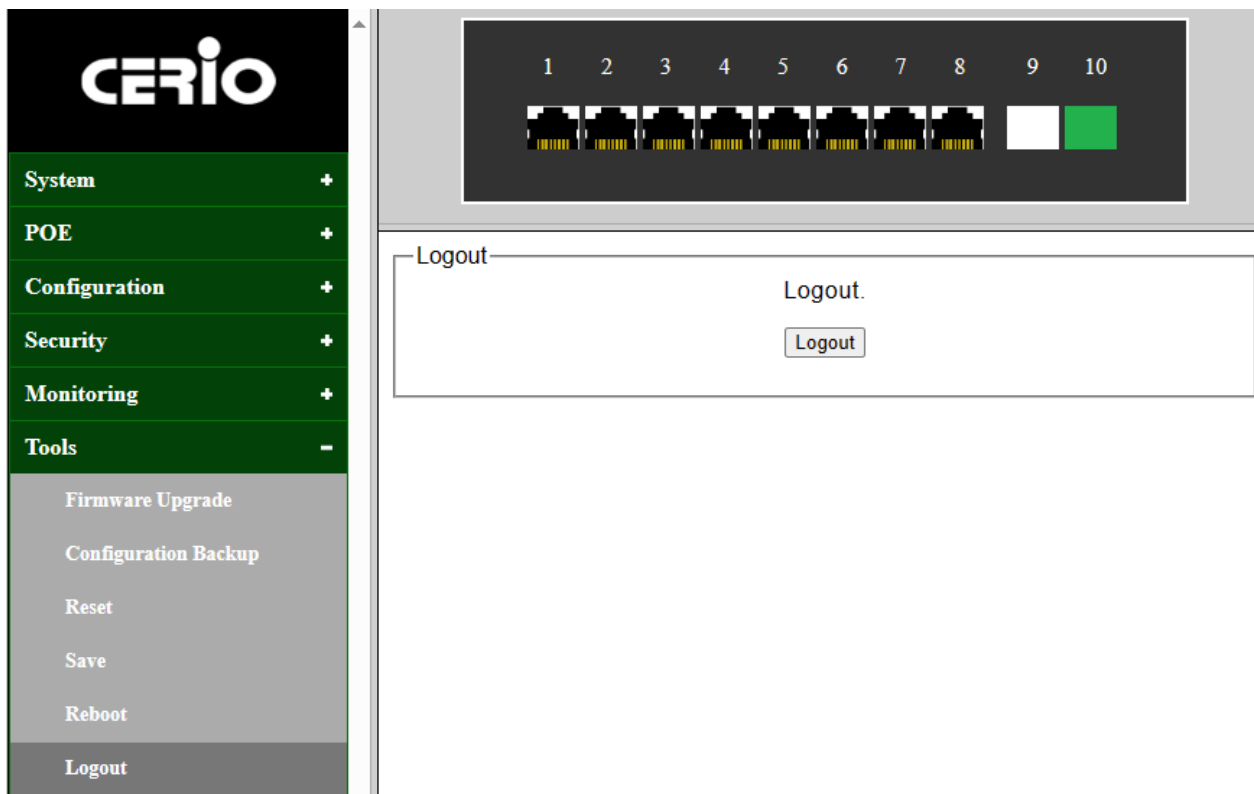 CERIO
System
POE
Configuration
Security
Monitoring
Tools
Firmware Upgrade
Configuration Backup
Reset
Save
Reboot
Logout
1 2 3 4 5 6 7 8 9 10
Logout
Logout.
Logout